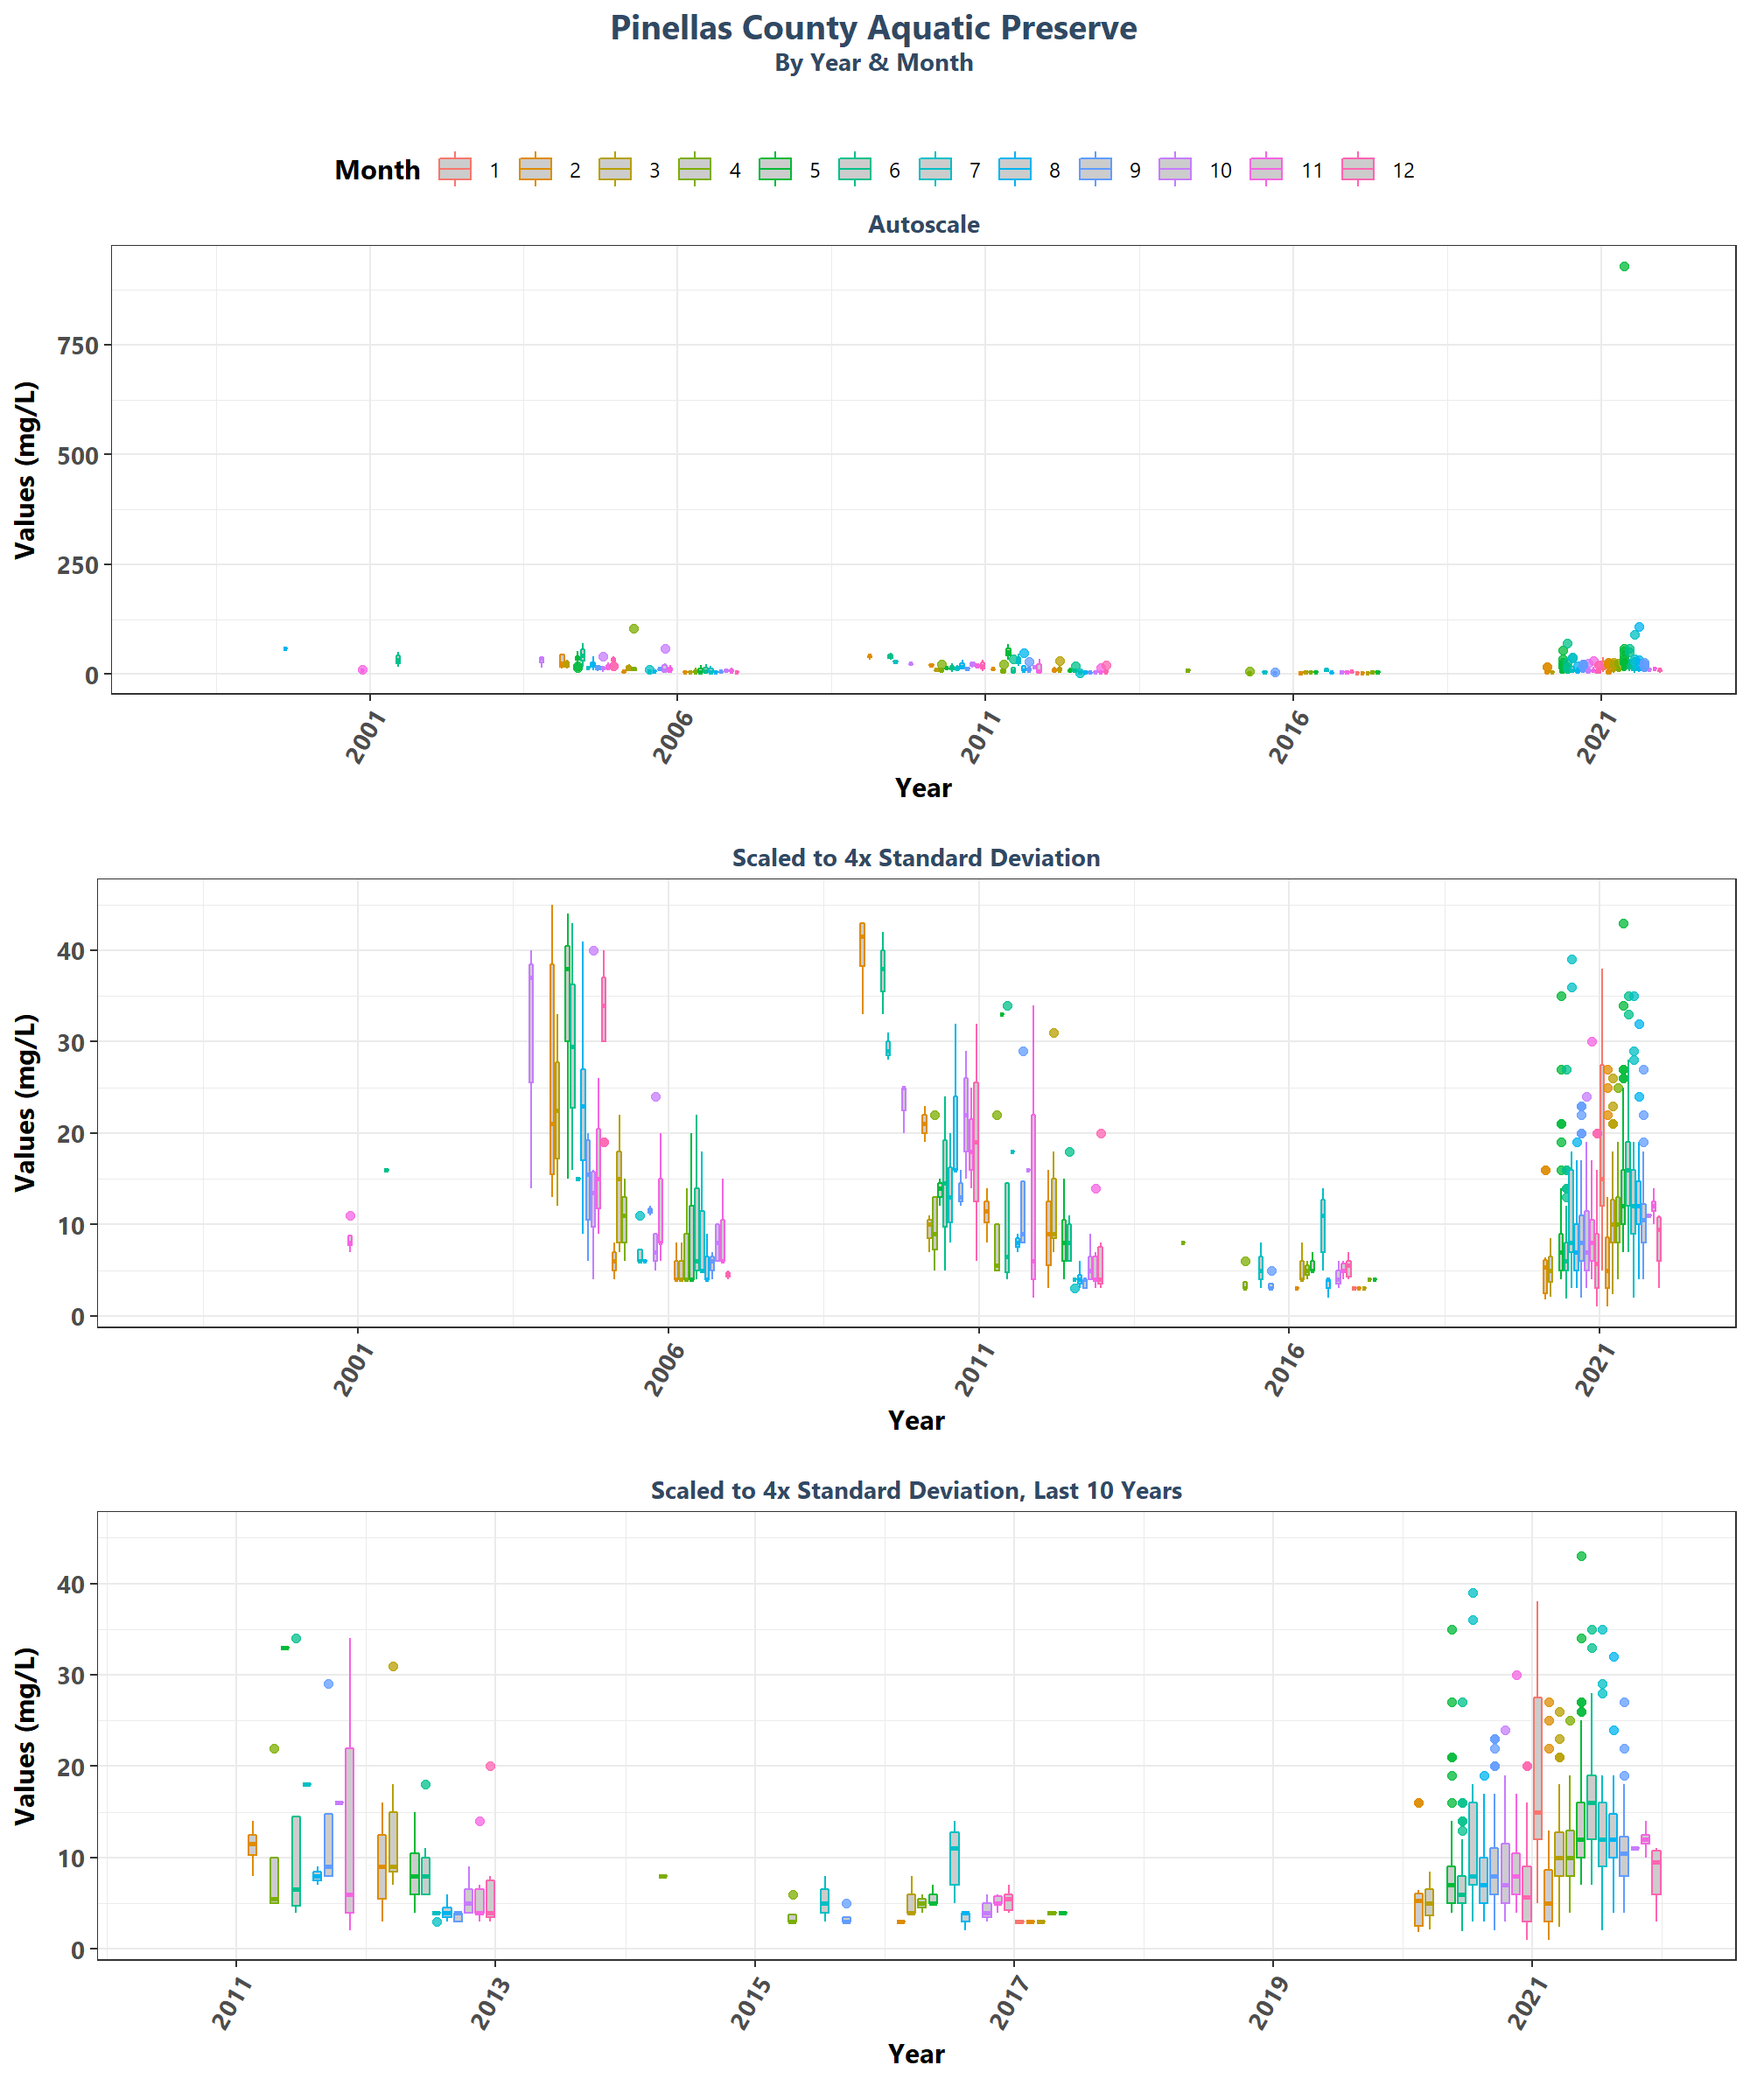 Pinellas County Aquatic Preserve
By Year & Month
Month 1 2 3 4 5 6 7 8 9 10 11 12
Autoscale
Values (mg/L)
750
500
250
0
2001 2006 2011 2016 2021
Year
Scaled to 4x Standard Deviation
Values (mg/L)
40
30
20
10
0
2001 2006 2011 2016 2021
Year
Scaled to 4x Standard Deviation, Last 10 Years
Values (mg/L)
40
30
20
10
0
2011 2013 2015 2017 2019 2021
Year